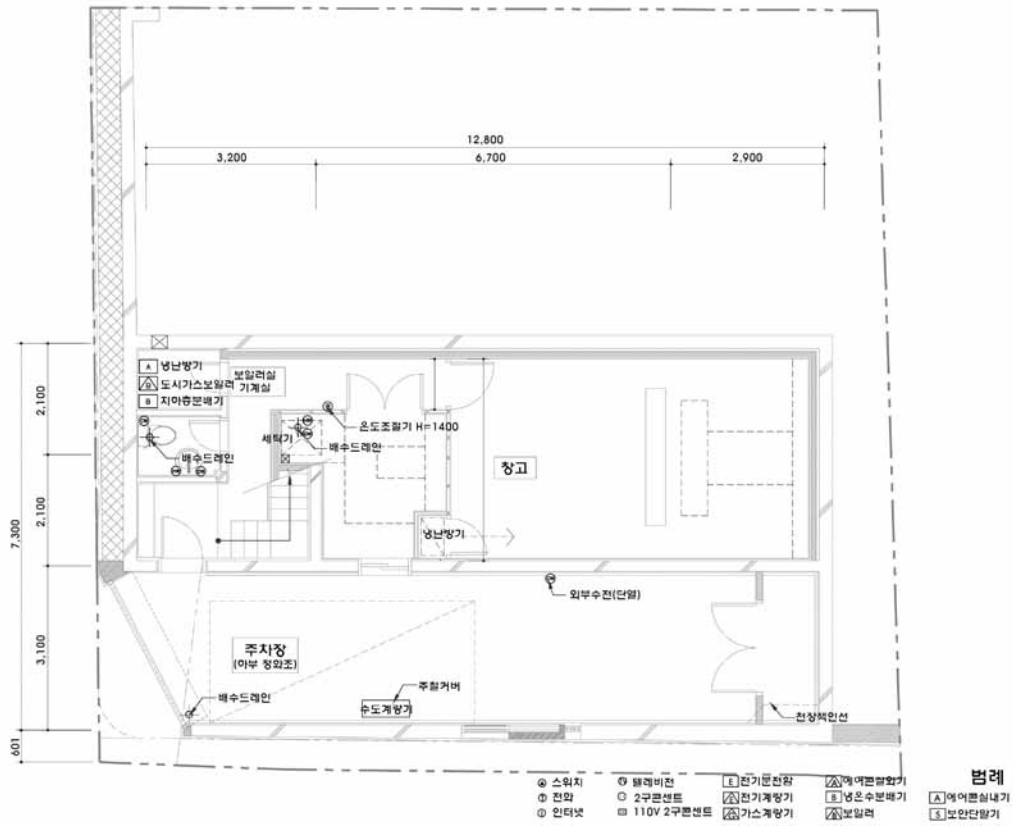 12,800
3,200
6,700
2,900
7,300
2,100
2,100
3,100
601
A 냉난방기
도시가스보일러
B 지하층분배기
보일러실
기계실
온도조절기 H=1400
세탁기
배수드레인
배수드레인
창고
냉난방기
외부수전(단열)
주차장
(하부 정화조)
배수드레인
주철커버
수도계량기
천장책인선
범례
스위치
텔레비전
E 전기분전함
에어콘실외기
전화
2구콘센트
전기계량기
B 냉온수분배기
A 에어콘실내기
인터넷
110V 2구콘센트
가스계량기
보일러
S 보안단말기